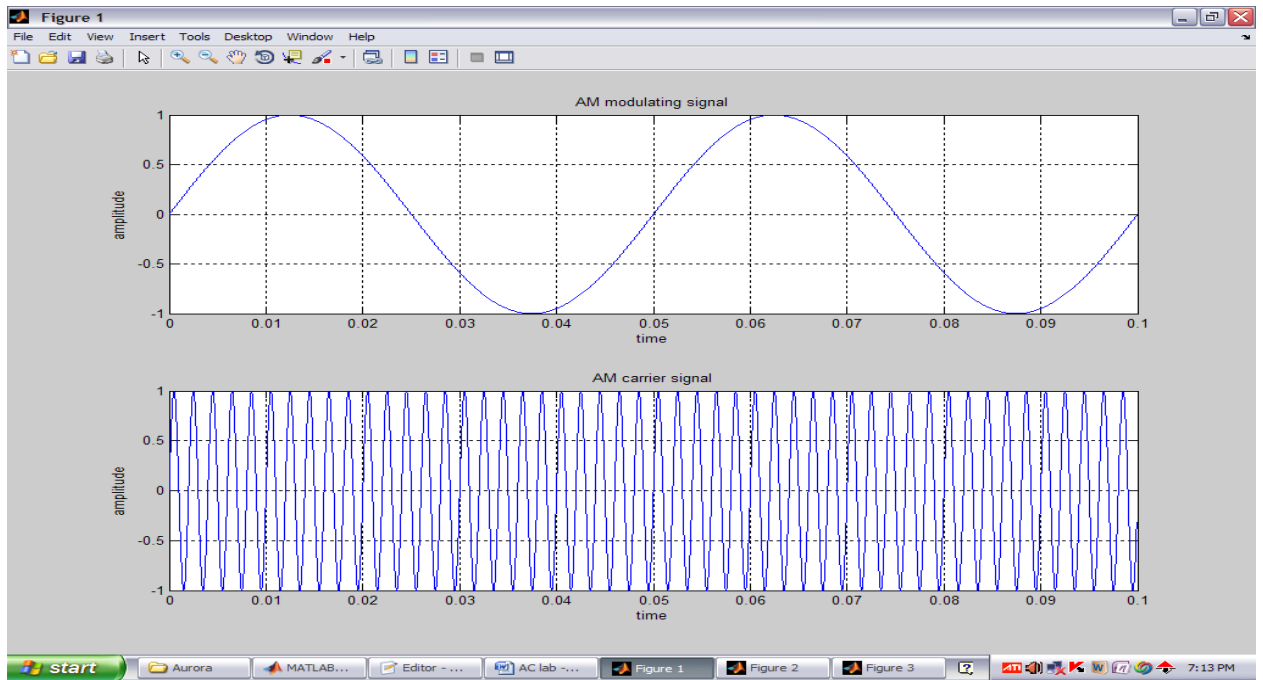 Figure 1
File Edit View Insert Tools Desktop Window Help
AM modulating signal
amplitude
1
0.5
0
-0.5
-1
0 0.01 0.02 0.03 0.04 0.05 0.06 0.07 0.08 0.09 0.1
time
AM carrier signal
amplitude
1
0.5
0
-0.5
-1
0 0.01 0.02 0.03 0.04 0.05 0.06 0.07 0.08 0.09 0.1
time
start Aurora MATLAB... Editor - ... AC lab -... Figure 1 Figure 2 Figure 3 ATI K W 7:13 PM